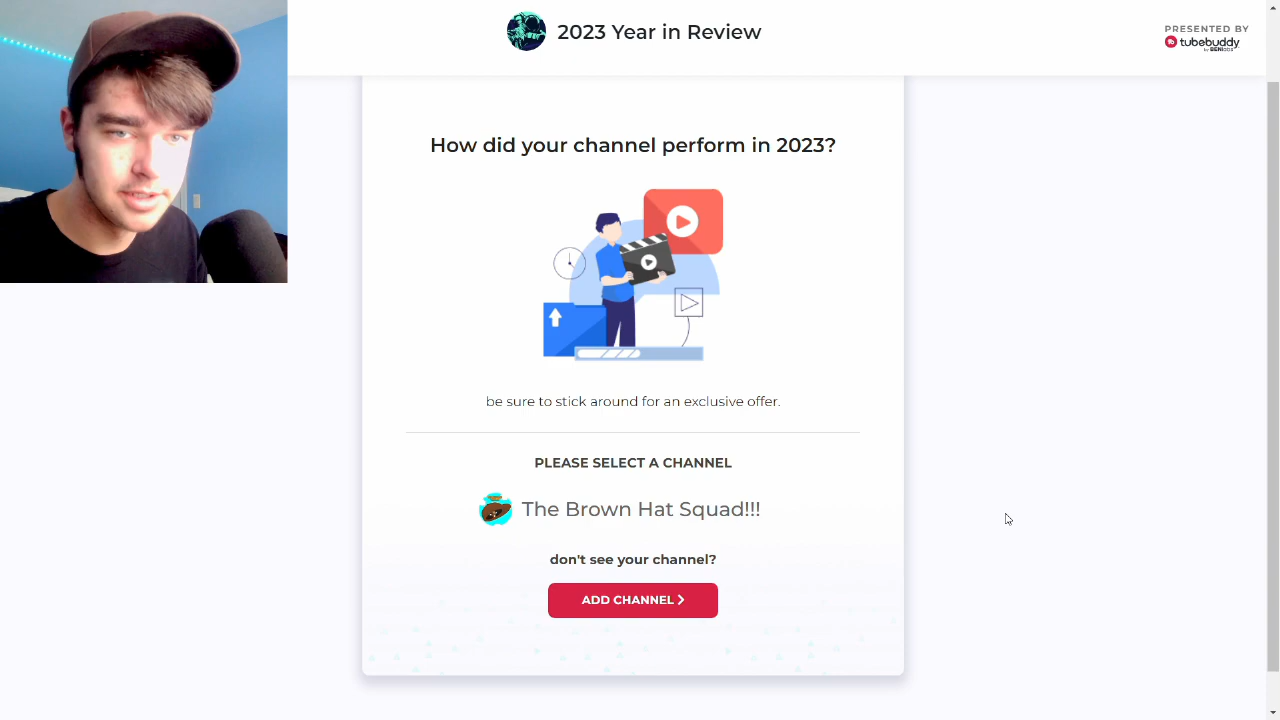 2023 Year in Review
PRESENTED BY
tubebuddy
How did your channel perform in 2023?
be sure to stick around for an exclusive offer.
PLEASE SELECT A CHANNEL
The Brown Hat Squad!!!
don't see your channel?
ADD CHANNEL